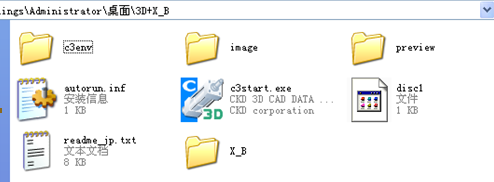 ings\Administrator\桌面\3D+X_B
c3env
image
preview
autorun.inf
安装信息
1 KB
c3start.exe
CKD 3D CAD DATA ...
CKD corporation
disc1
文件
1 KB
readme_jp.txt
文本文档
8 KB
X_B